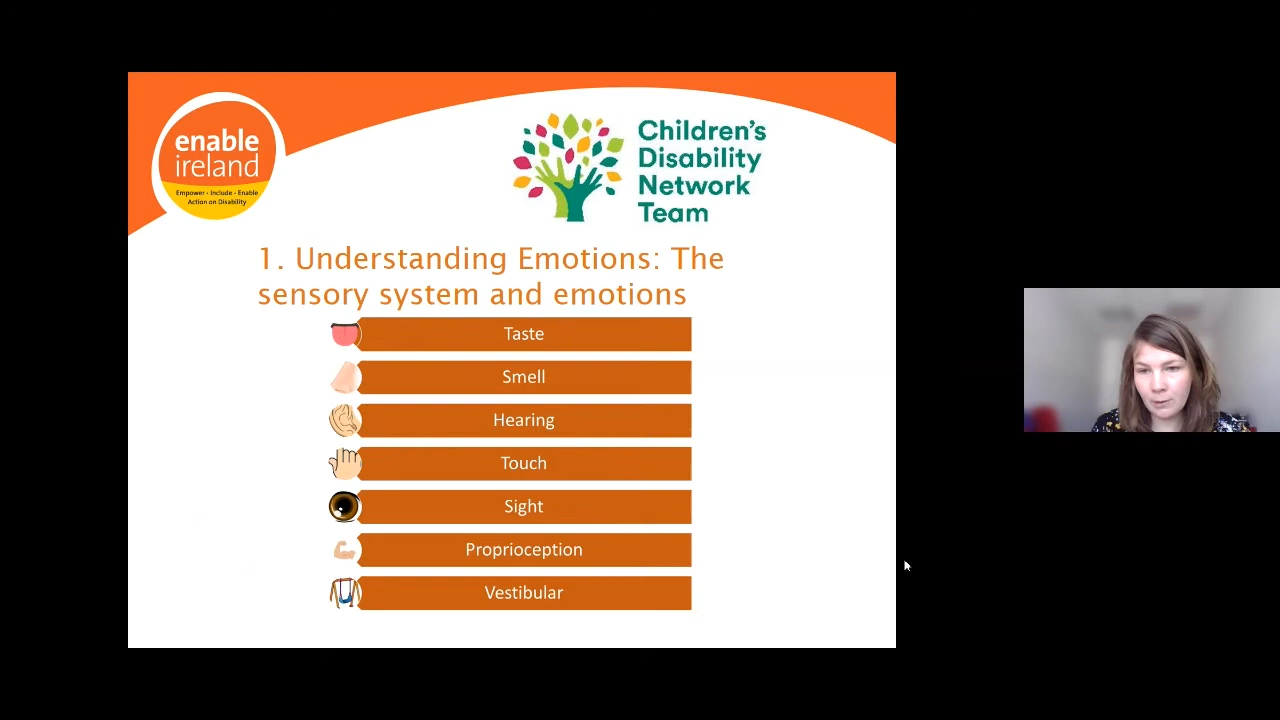 enable
ireland
Empower - Include - Enable
Action on Disability
Children's
Disability
Network
Team
1. Understanding Emotions: The
sensory system and emotions
Taste
Smell
Hearing
Touch
Sight
Proprioception
Vestibular